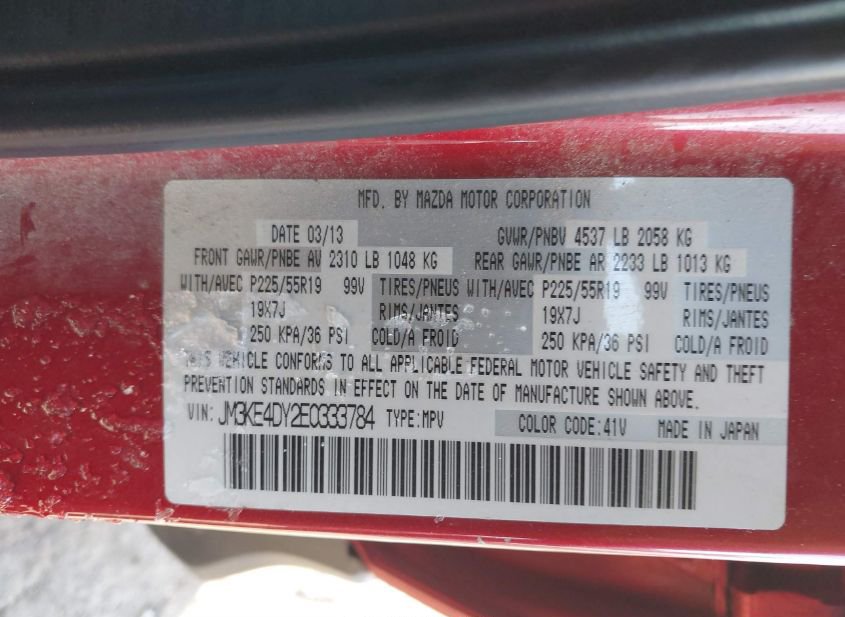 MFD. BY MAZDA MOTOR CORPORATION
DATE 03/13 GVWR/PNBV 4537 LB 2058 KG
FRONT GAWR/PNBE AV 2310 LB 1048 KG REAR GAWR/PNBE AR 2233 LB 1013 KG
WITH/AVEC P225/55R19 99V TIRES/PNEUS WITH/AVEC P225/55R19 99V TIRES/PNEUS
19X7J RIMS/JANTES 19X7J RIMS/JANTES
250 KPA/36 PSI COLD/A FROID 250 KPA/36 PSI COLD/A FROID
THIS VEHICLE CONFORMS TO ALL APPLICABLE FEDERAL MOTOR VEHICLE SAFETY AND THEFT
PREVENTION STANDARDS IN EFFECT ON THE DATE OF MANUFACTURE SHOWN ABOVE.
VIN: JM3KE4DY2E0333784 TYPE:MPV COLOR CODE:41V MADE IN JAPAN